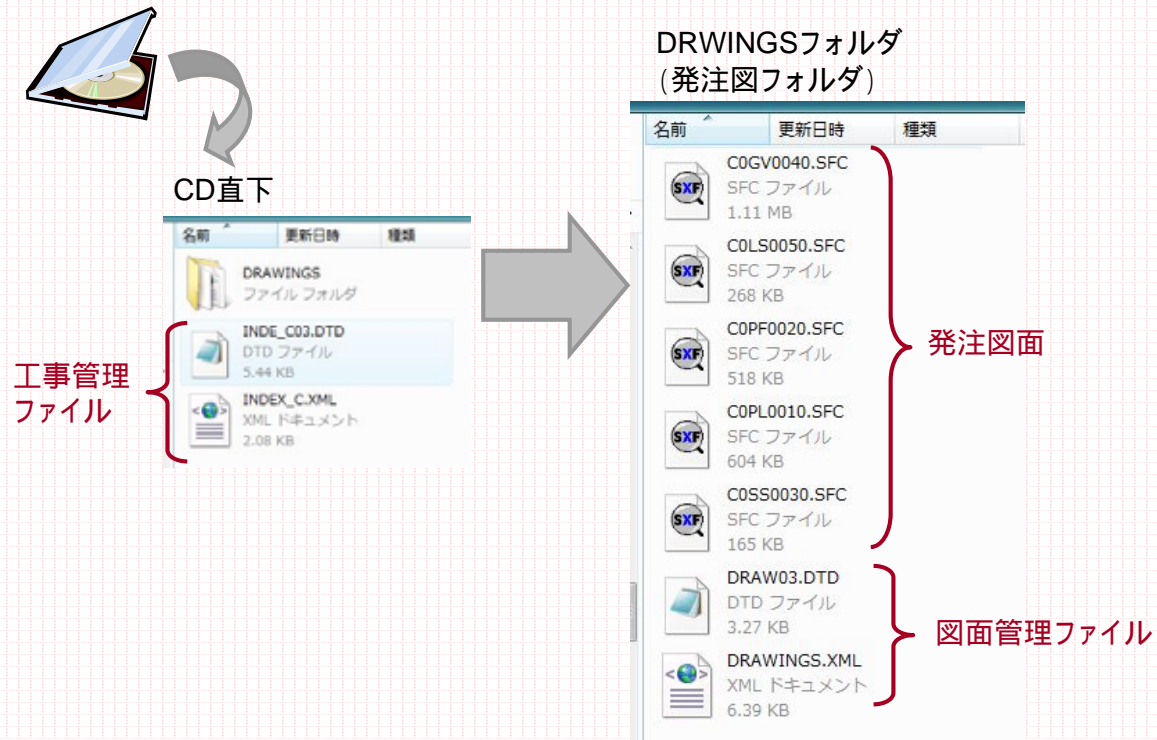 DRWINGSフォルダ
(発注図フォルダ)
CD直下
名前 更新日時 種類
DRAWINGS
ファイル フォルダ
INDE_C03.DTD
DTD ファイル
5.44 KB
INDEX_C.XML
XML ドキュメント
2.08 KB
工事管理
ファイル
名前 更新日時 種類
SXF
C0GV0040.SFC
SFC ファイル
1.11 MB
SXF
C0LS0050.SFC
SFC ファイル
268 KB
SXF
C0PF0020.SFC
SFC ファイル
518 KB
SXF
C0PL0010.SFC
SFC ファイル
604 KB
SXF
C0SS0030.SFC
SFC ファイル
165 KB
発注図面
DRAW03.DTD
DTD ファイル
3.27 KB
DRAWINGS.XML
XML ドキュメント
6.39 KB
図面管理ファイル